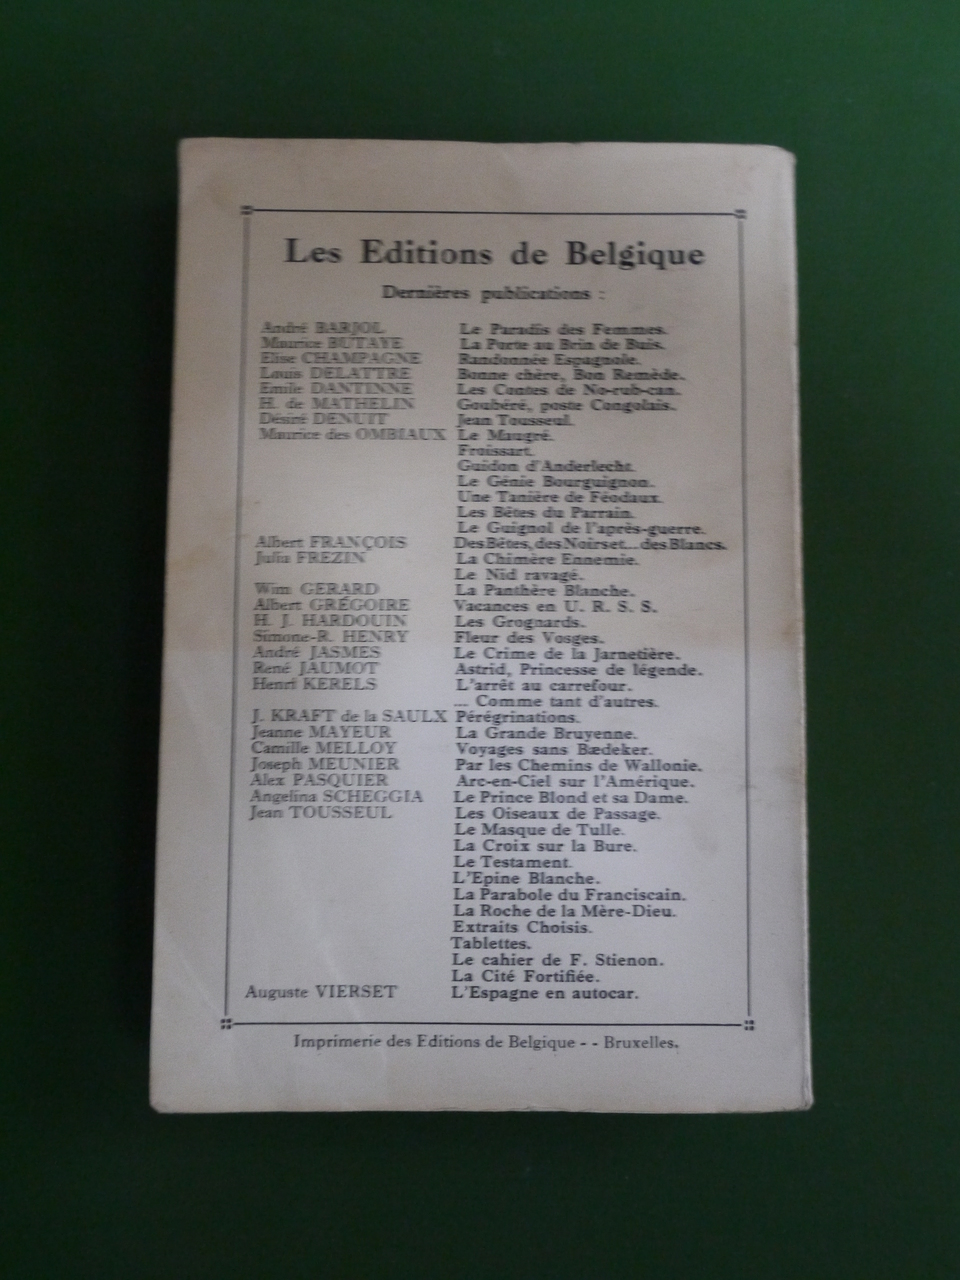 Les Editions de Belgique
Dernières publications :
André BARJOL Le Paradis des Femmes.
Maurice BUTAYE La Porte au Brin de Buis.
Elise CHAMPAGNE Randonnée Espagnole.
Louis DELATTRE Bonne chère, Bon Remède.
Emile DANTINNE Les Contes de No-rub-can.
H. de MATHELIN Goubéré, poste Congolais.
Désiré DENUIT Jean Tousseul.
Maurice des OMBIAUX Le Maugré.
Froissart.
Guidon d'Anderlecht.
Le Génie Bourguignon.
Une Tanière de Féodaux.
Les Bêtes du Parrain.
Le Guignol de l'après-guerre.
Albert FRANÇOIS Des Bêtes, des Noirs et... des Blancs.
Julia FREZIN La Chimère Ennemie.
Le Nid ravagé.
Wim GERARD La Panthère Blanche.
Albert GRÉGOIRE Vacances en U. R. S. S.
H. J. HARDOUIN Les Grognards.
Simone-R. HENRY Fleur des Vosges.
André JASMES Le Crime de la Jarnetière.
René JAUMOT Astrid, Princesse de légende.
Henri KERELS L'arrêt au carrefour.
... Comme tant d'autres.
J. KRAFT de la SAULX Pérégrinations.
Jeanne MAYEUR La Grande Bruyenne.
Camille MELLOY Voyages sans Bædeker.
Joseph MEUNIER Par les Chemins de Wallonie.
Alex PASQUIER Arc-en-Ciel sur l'Amérique.
Angelina SCHEGGIA Le Prince Blond et sa Dame.
Jean TOUSSEUL Les Oiseaux de Passage.
Le Masque de Tulle.
La Croix sur la Bure.
Le Testament.
L'Epine Blanche.
La Parabole du Franciscain.
La Roche de la Mère-Dieu.
Extraits Choisis.
Tablettes.
Le cahier de F. Stienon.
La Cité Fortifiée.
Auguste VIERSET L'Espagne en autocar.
Imprimerie des Editions de Belgique - - Bruxelles.